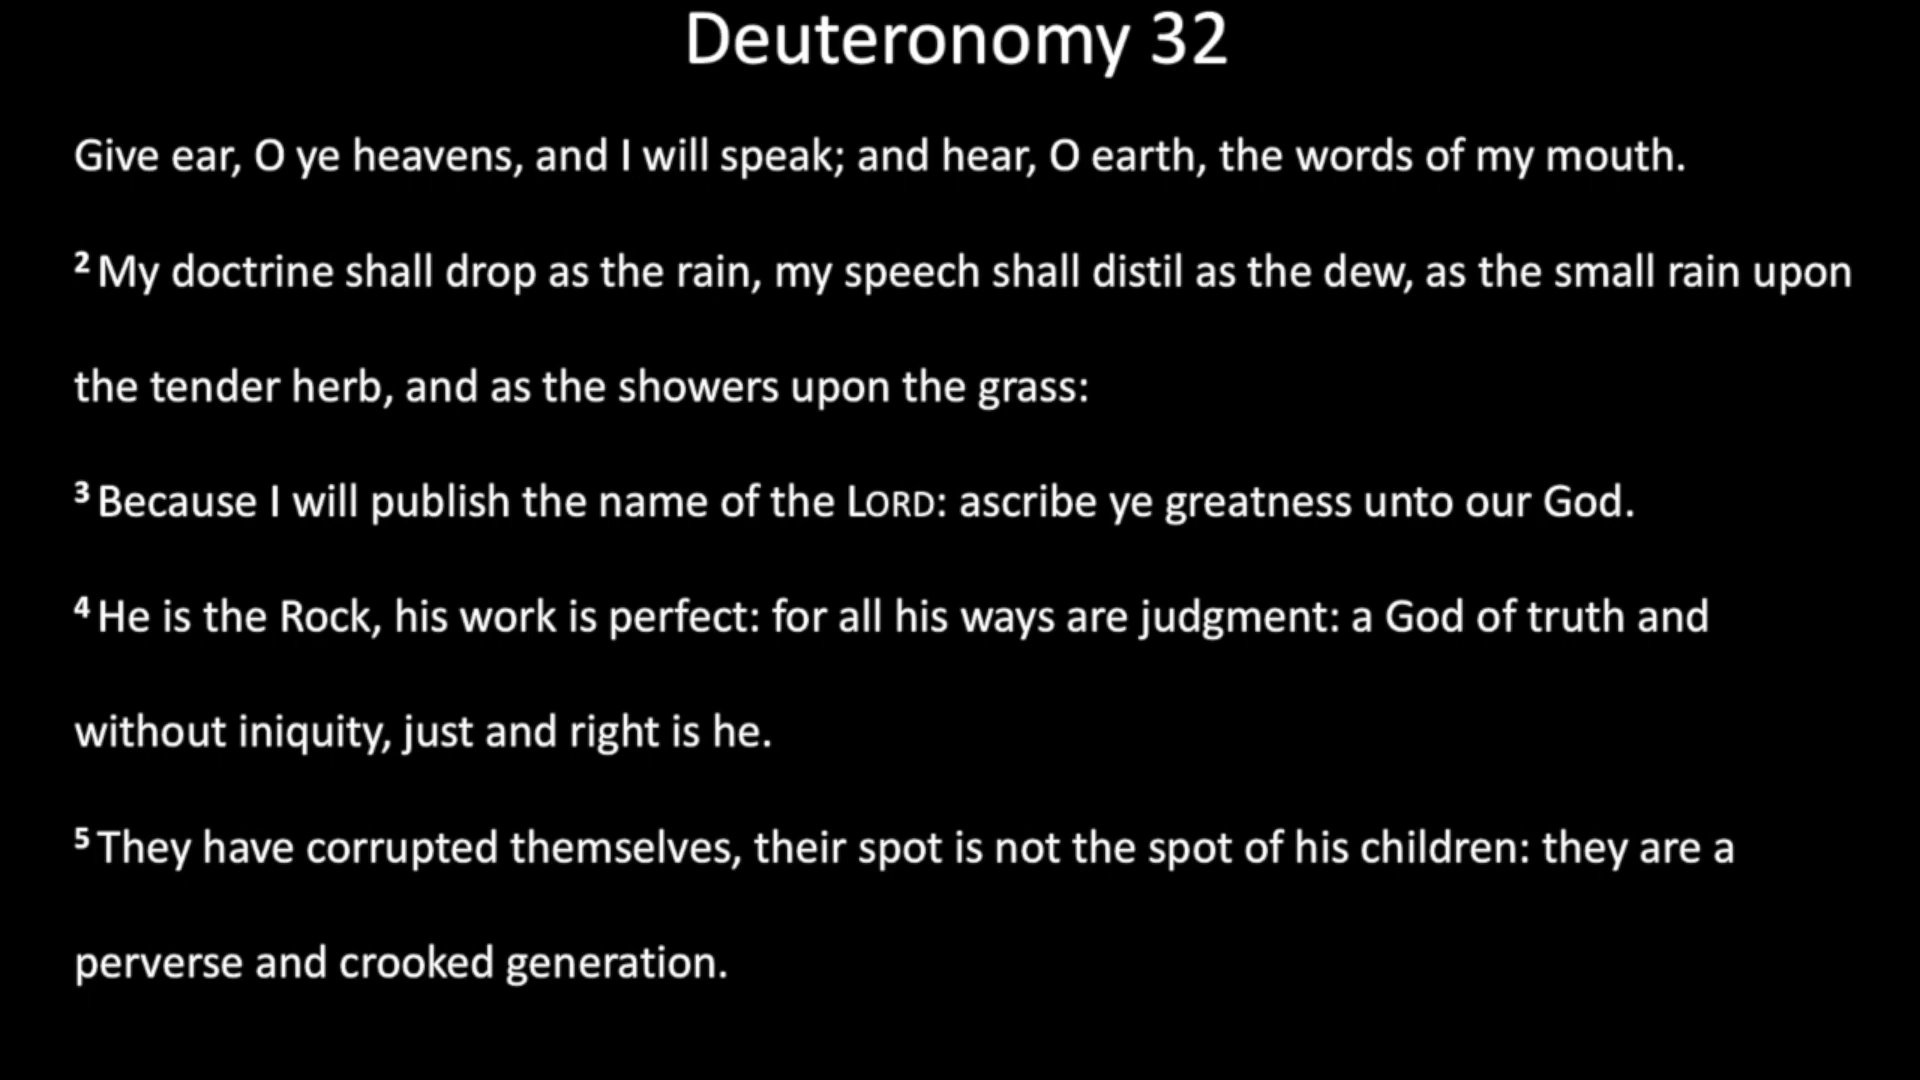 Deuteronomy 32
Give ear, O ye heavens, and I will speak; and hear, O earth, the words of my mouth.
2 My doctrine shall drop as the rain, my speech shall distil as the dew, as the small rain upon
the tender herb, and as the showers upon the grass:
3 Because I will publish the name of the LORD: ascribe ye greatness unto our God.
4 He is the Rock, his work is perfect: for all his ways are judgment: a God of truth and
without iniquity, just and right is he.
5 They have corrupted themselves, their spot is not the spot of his children: they are a
perverse and crooked generation.